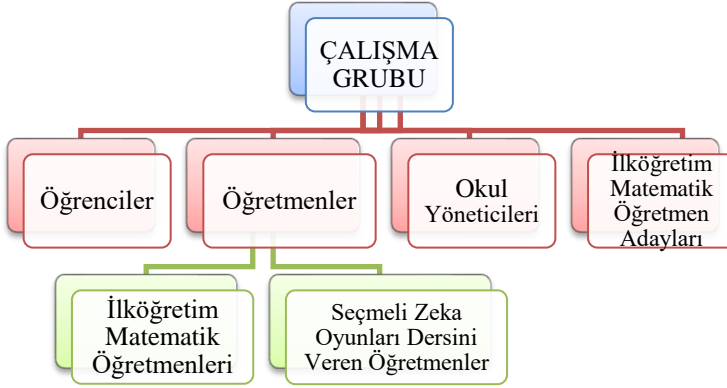 ÇALIŞMA
GRUBU
Öğrenciler
Öğretmenler
Okul
Yöneticileri
İlköğretim
Matematik
Öğretmen
Adayları
İlköğretim
Matematik
Öğretmenleri
Seçmeli Zeka
Oyunları Dersini
Veren Öğretmenler